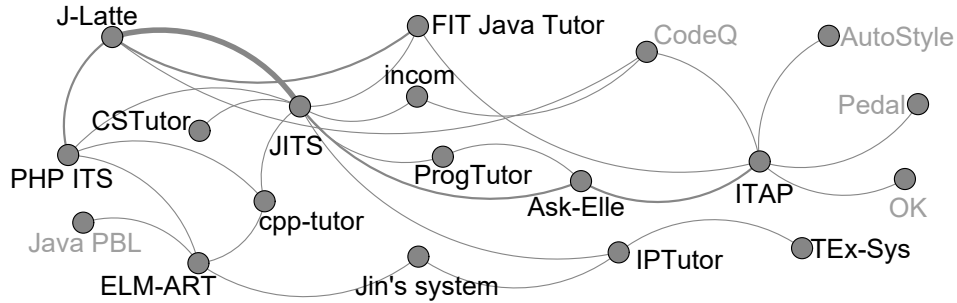 J-Latte
FIT Java Tutor
CodeQ
AutoStyle
incom
Pedal
CSTutor
JITS
PHP ITS
ProgTutor
ITAP
Ask-Elle
OK
cpp-tutor
Java PBL
IPTutor
TEx-Sys
ELM-ART
Jin's system